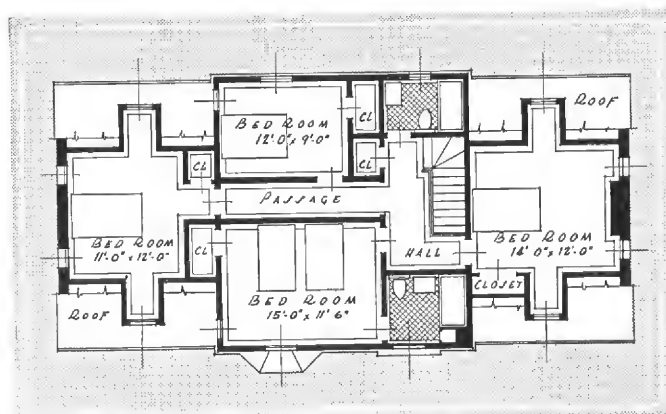 ROOF
CL
BED ROOM
12'-0" x 9'-0"
CL
CL
PASSAGE
BED ROOM
11'-0" x 12'-0"
BED ROOM
14'-0" x 12'-0"
CL
HALL
CLOSET
BED ROOM
15'-0" x 11'6"
ROOF